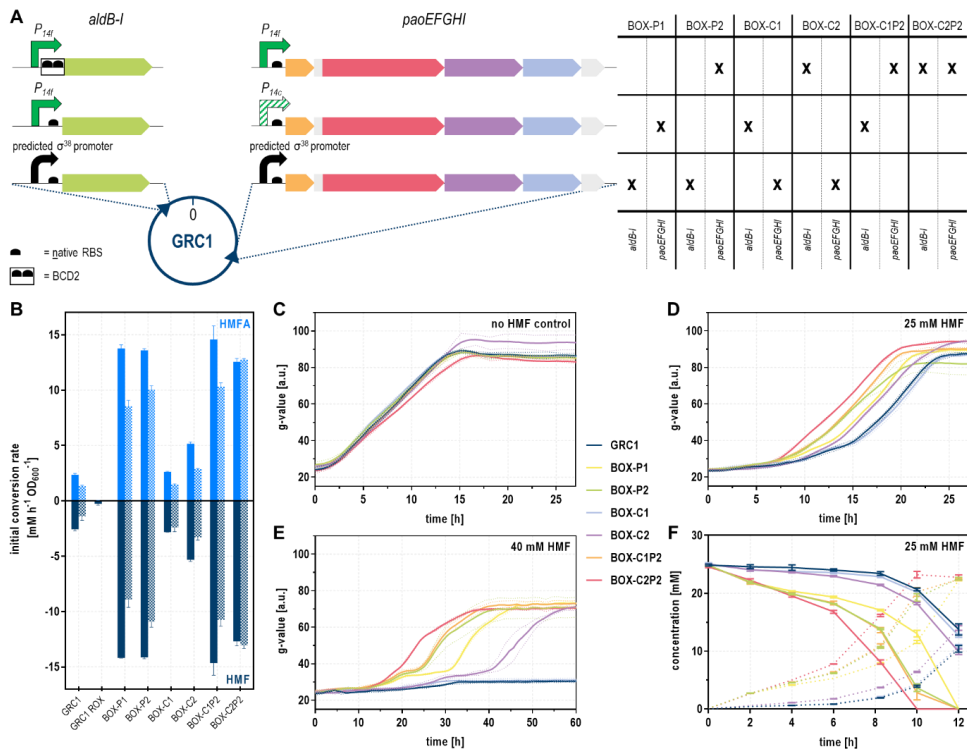 A
aldB-I
paoEFGHI
P14f
P14f
P14f
P14c
predicted σ38 promoter
predicted σ38 promoter
0
GRC1
= native RBS
= BCD2
BOX-P1 BOX-P2 BOX-C1 BOX-C2 BOX-C1P2 BOX-C2P2
X X X X X
X X X
X X X X
aldB-I paoEFGHI aldB-I paoEFGHI aldB-I paoEFGHI aldB-I paoEFGHI aldB-I paoEFGHI aldB-I paoEFGHI
B
HMFA
15
10
5
0
-5
-10
-15
HMF
initial conversion rate
[mM h-1 OD600-1]
GRC1 GRC1 ROX BOX-P1 BOX-P2 BOX-C1 BOX-C2 BOX-C1P2 BOX-C2P2
C
no HMF control
g-value [a.u.]
100
80
60
40
20
0 5 10 15 20 25
time [h]
D
25 mM HMF
g-value [a.u.]
100
80
60
40
20
0 5 10 15 20 25
time [h]
GRC1
BOX-P1
BOX-P2
BOX-C1
BOX-C2
BOX-C1P2
BOX-C2P2
E
40 mM HMF
g-value [a.u.]
100
80
60
40
20
0 10 20 30 40 50 60
time [h]
F
25 mM HMF
concentration [mM]
30
20
10
0
0 2 4 6 8 10 12
time [h]